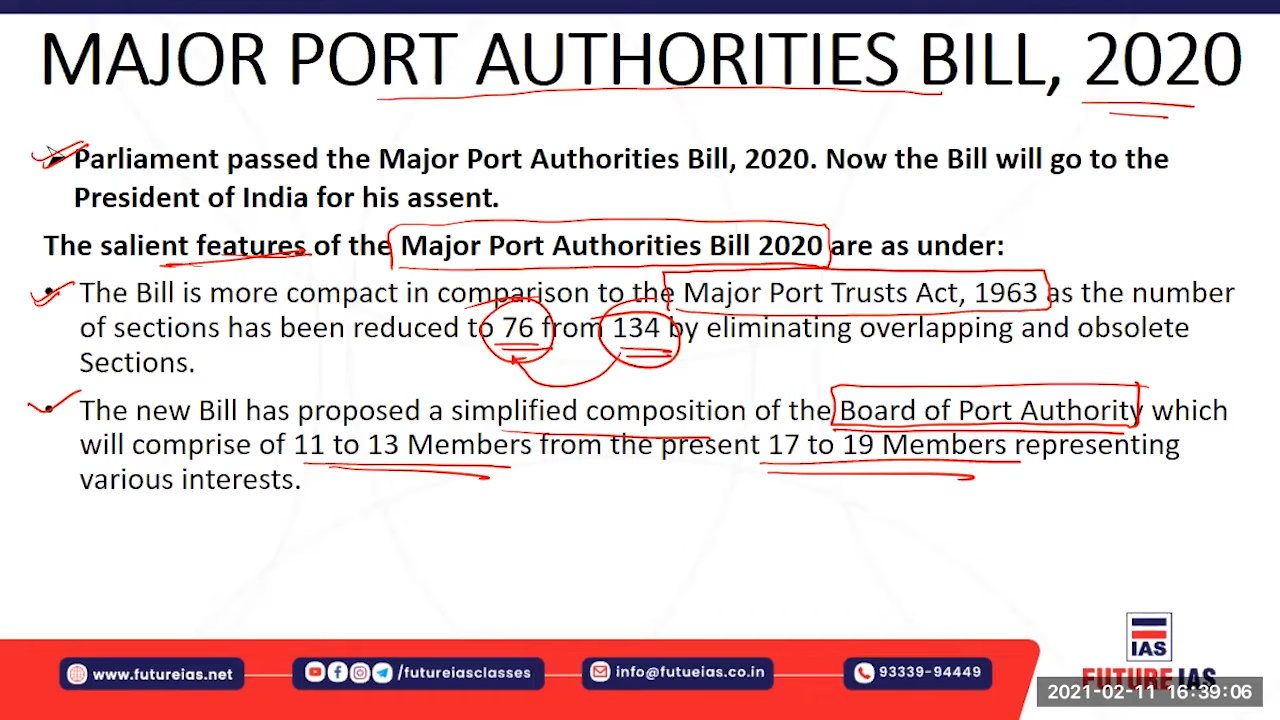 MAJOR PORT AUTHORITIES BILL, 2020
Parliament passed the Major Port Authorities Bill, 2020. Now the Bill will go to the
President of India for his assent.
The salient features of the Major Port Authorities Bill 2020 are as under:
• The Bill is more compact in comparison to the Major Port Trusts Act, 1963 as the number
of sections has been reduced to 76 from 134 by eliminating overlapping and obsolete
Sections.
• The new Bill has proposed a simplified composition of the Board of Port Authority which
will comprise of 11 to 13 Members from the present 17 to 19 Members representing
various interests.
IAS
FUTURE IAS
www.futureias.net
/futureiasclasses
info@futueias.co.in
93339-94449
2021-02-11 16:39:06